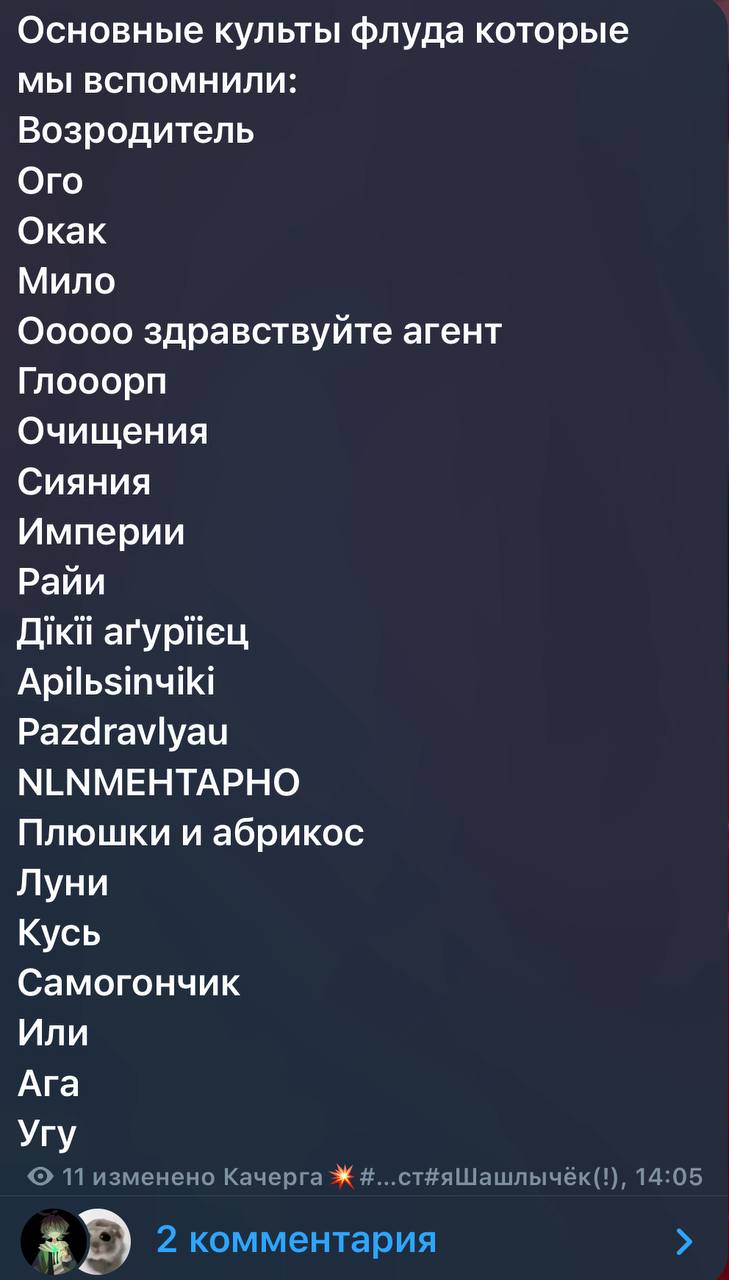 Основные культы флуда которые
мы вспомнили:
Возродитель
Ого
Окак
Мило
Ооооо здравствуйте агент
Глооорп
Очищения
Сияния
Империи
Райи
Дїкїї аґурїієц
Apilьsinчiki
Pazdravlyau
NLNMEHTAPHO
Плюшки и абрикос
Луни
Кусь
Самогончик
Или
Ага
Угу
11 изменено Качерга💥#...ст#яШашлычёк(!), 14:05
2 комментария